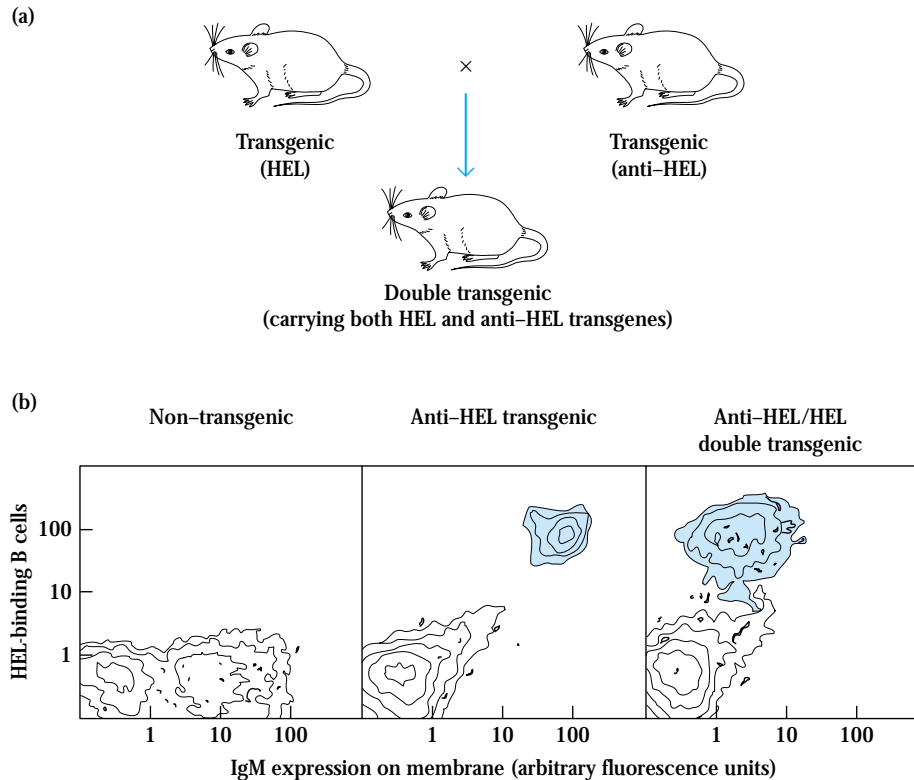 (a)
×
Transgenic
(HEL)
Transgenic
(anti–HEL)
Double transgenic
(carrying both HEL and anti–HEL transgenes)
(b)
Non–transgenic
Anti–HEL transgenic
Anti–HEL/HEL
double transgenic
HEL-binding B cells
100
10
1
1
10
100
1
10
100
1
10
100
IgM expression on membrane (arbitrary fluorescence units)